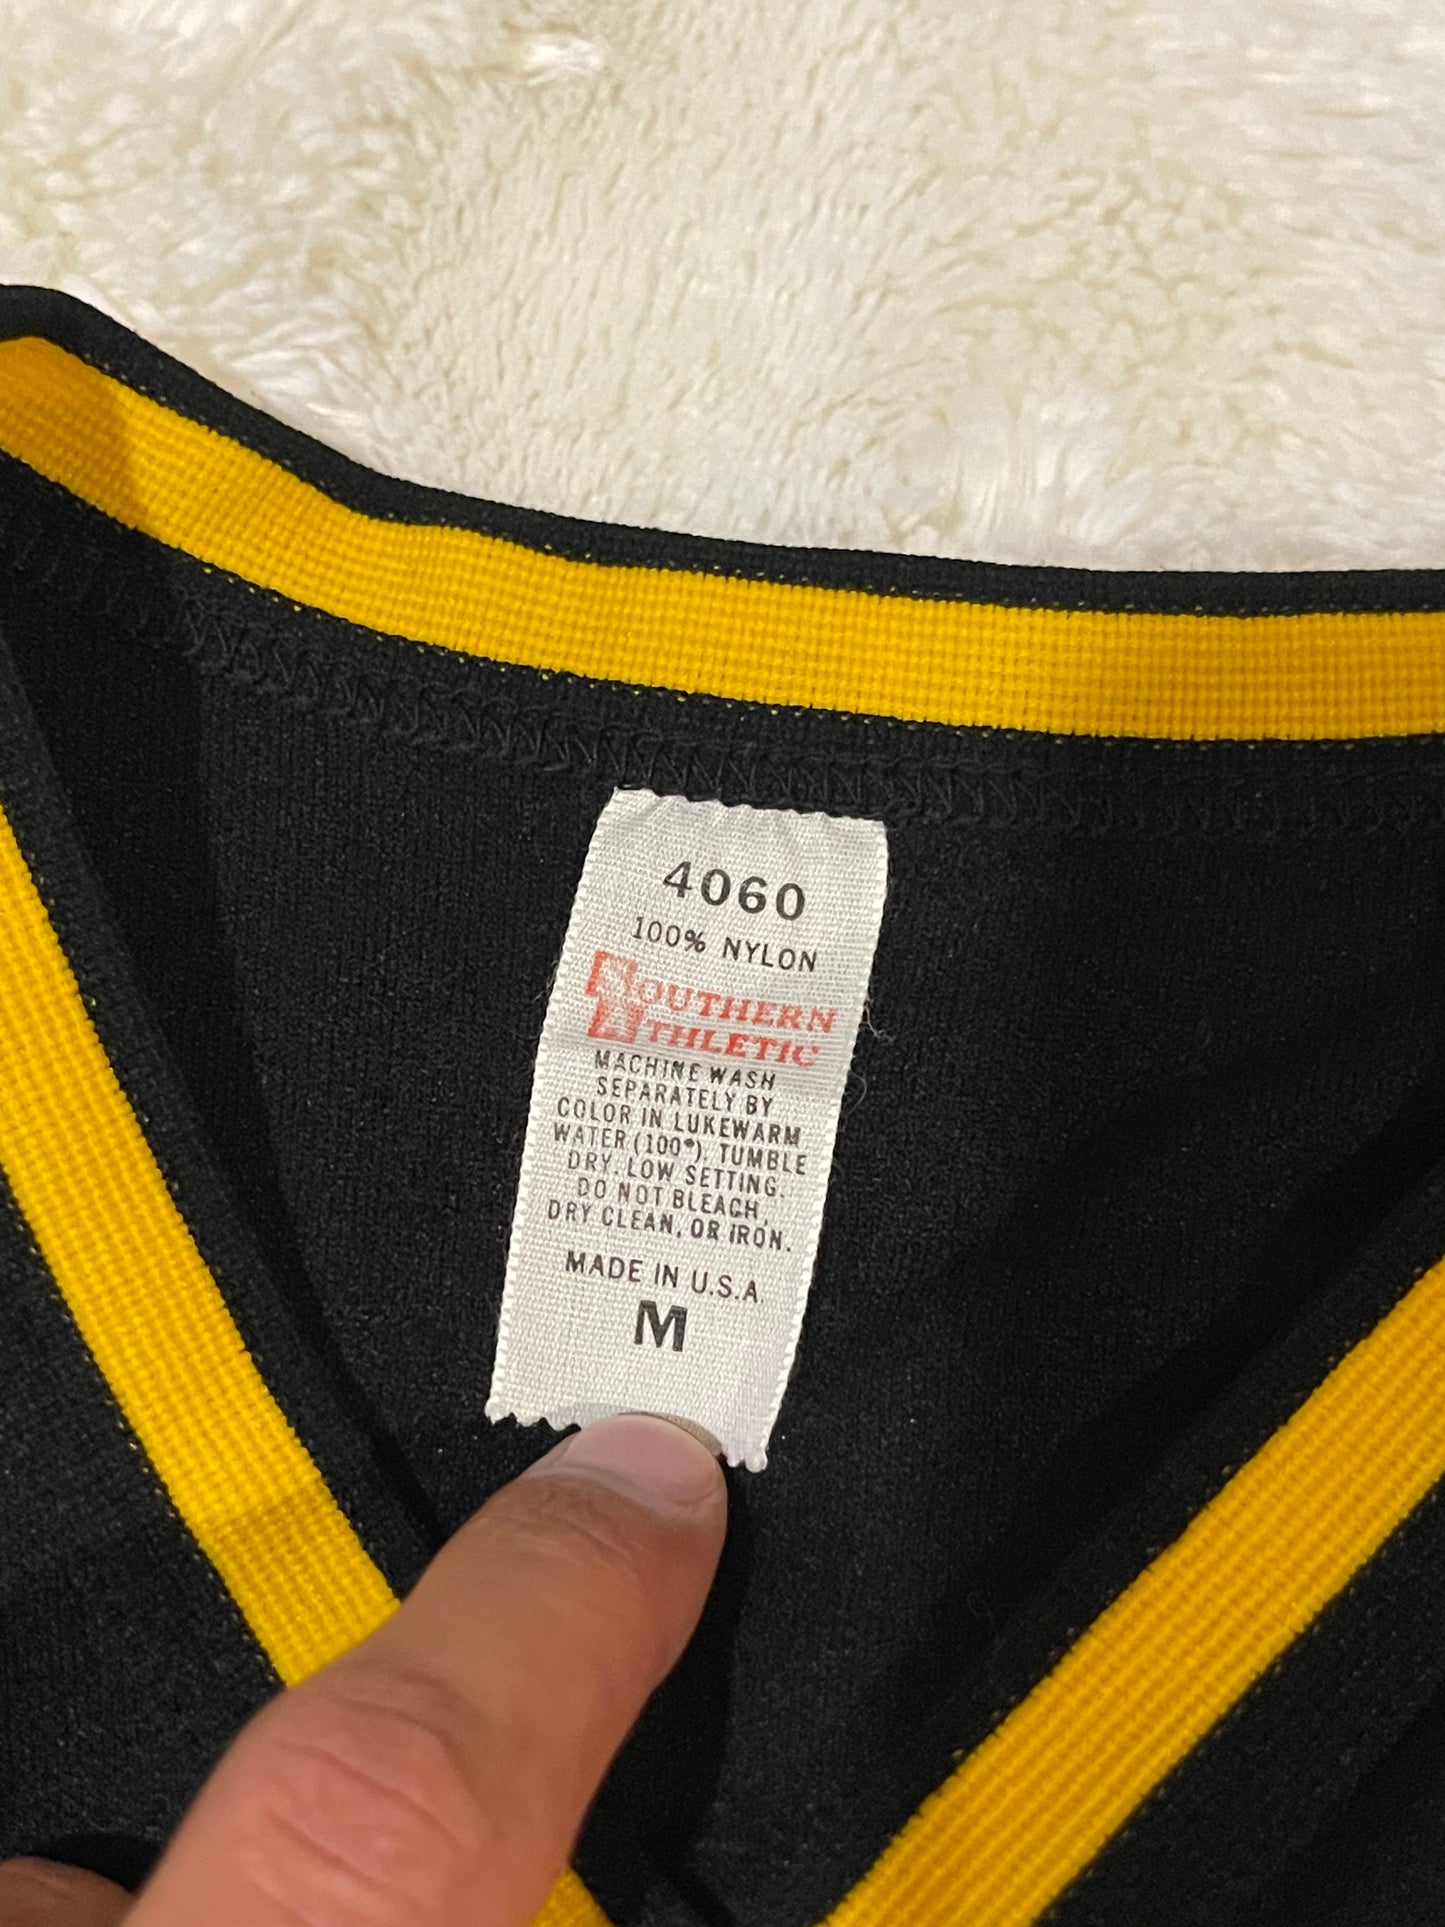 4060
100% NYLON
SOUTHERN
ATHLETIC
MACHINE WASH
SEPARATELY BY
COLOR IN LUKEWARM
WATER (100°). TUMBLE
DRY. LOW SETTING.
DO NOT BLEACH,
DRY CLEAN, OR IRON.
MADE IN U.S.A.
M